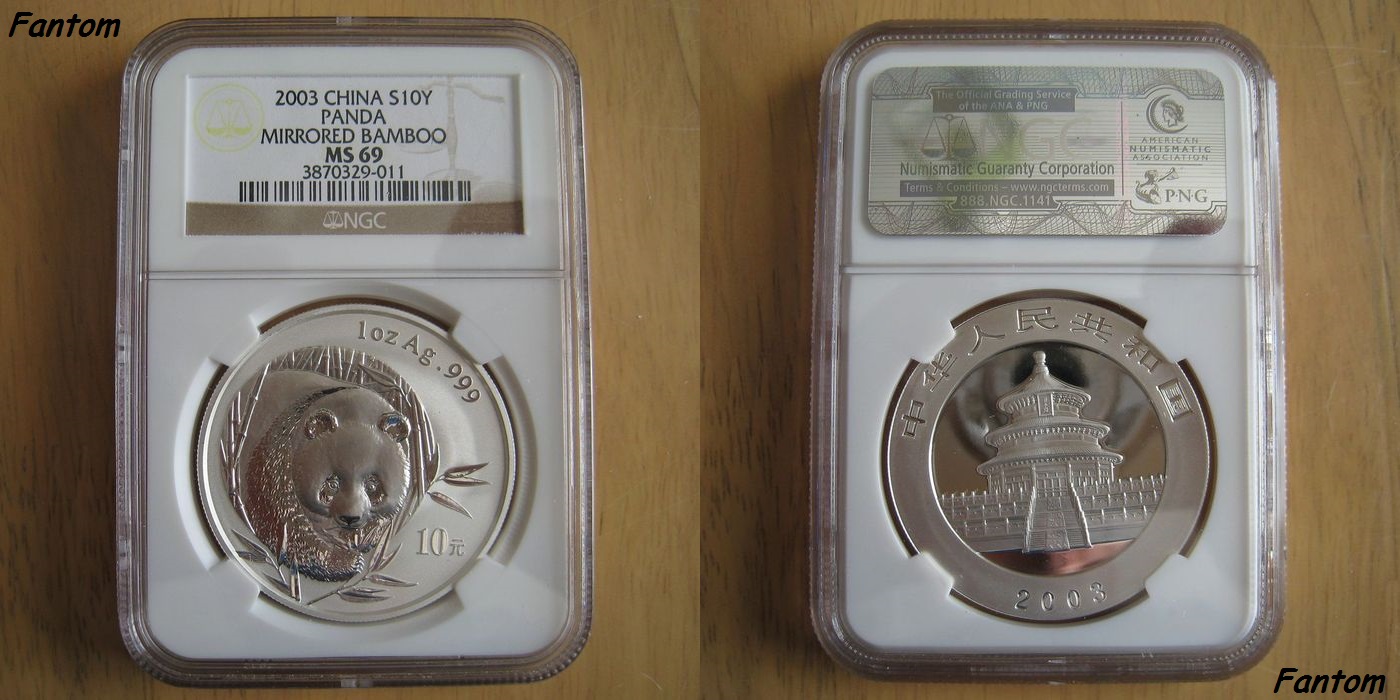 Fantom
2003 CHINA S10Y
PANDA
MIRRORED BAMBOO
MS 69
3870329-011
NGC
1oz Ag .999
10元
The Official Grading Service
of the ANA & PNG
NGC
Numismatic Guaranty Corporation
Terms & Conditions – www.ngcterms.com
888.NGC.1141
AMERICAN
NUMISMATIC
ASSOCIATION
P·N·G
中华人民共和国
2003
Fantom